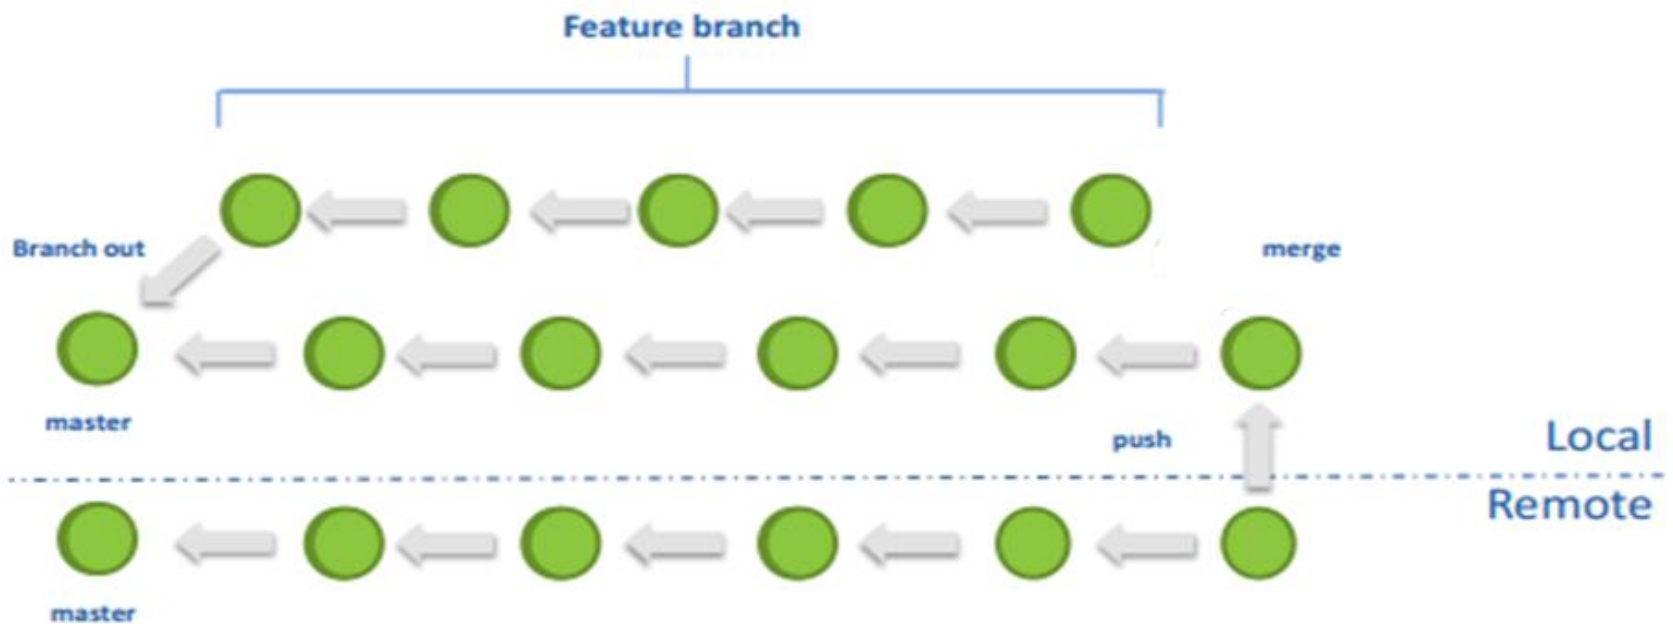 Feature branch
Branch out
merge
master
push
Local
Remote
master